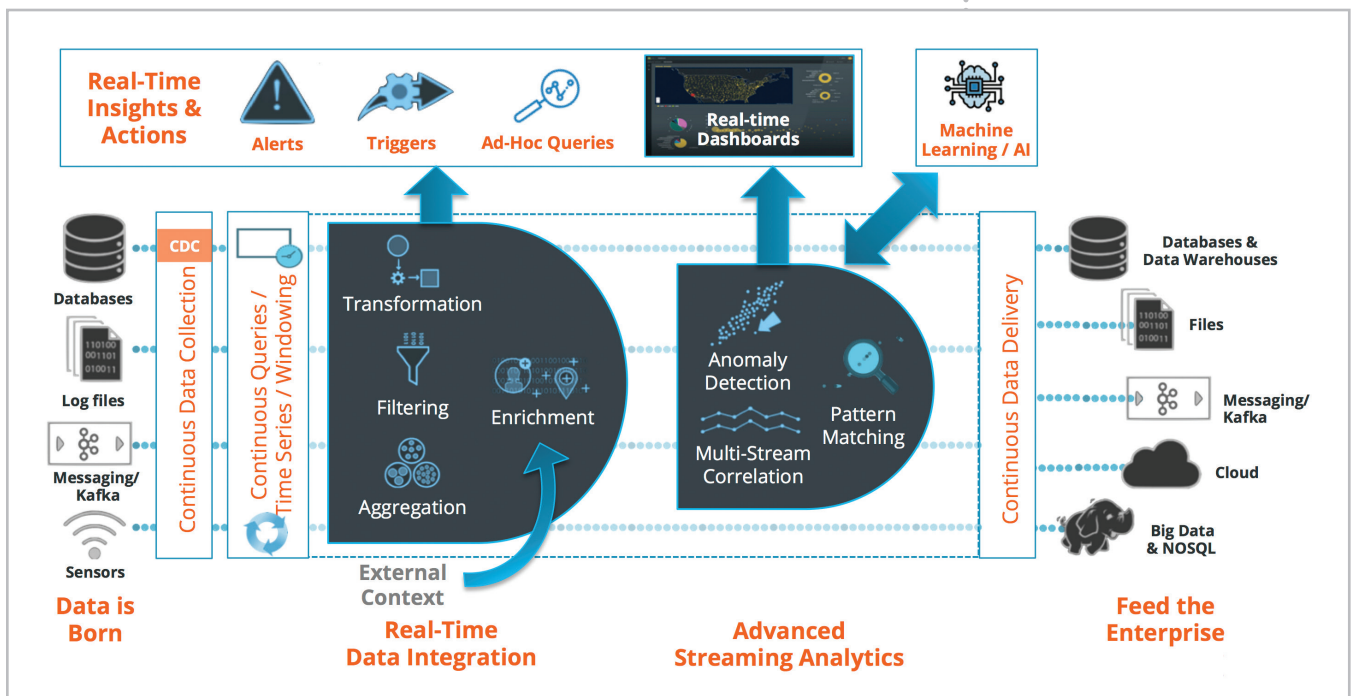 Real-Time
Insights &
Actions
Alerts
Triggers
Ad-Hoc Queries
Real-time
Dashboards
Machine
Learning / AI
Databases
Log files
Messaging/
Kafka
Sensors
110100
001101
010011
CDC
Continuous Data Collection
Continuous Queries /
Time Series / Windowing
Transformation
Filtering
Enrichment
Aggregation
External
Context
Anomaly
Detection
Pattern
Matching
Multi-Stream
Correlation
Continuous Data Delivery
Databases &
Data Warehouses
110100
001101
010011
Files
Messaging/
Kafka
Cloud
Big Data
& NOSQL
Data is
Born
Real-Time
Data Integration
Advanced
Streaming Analytics
Feed the
Enterprise